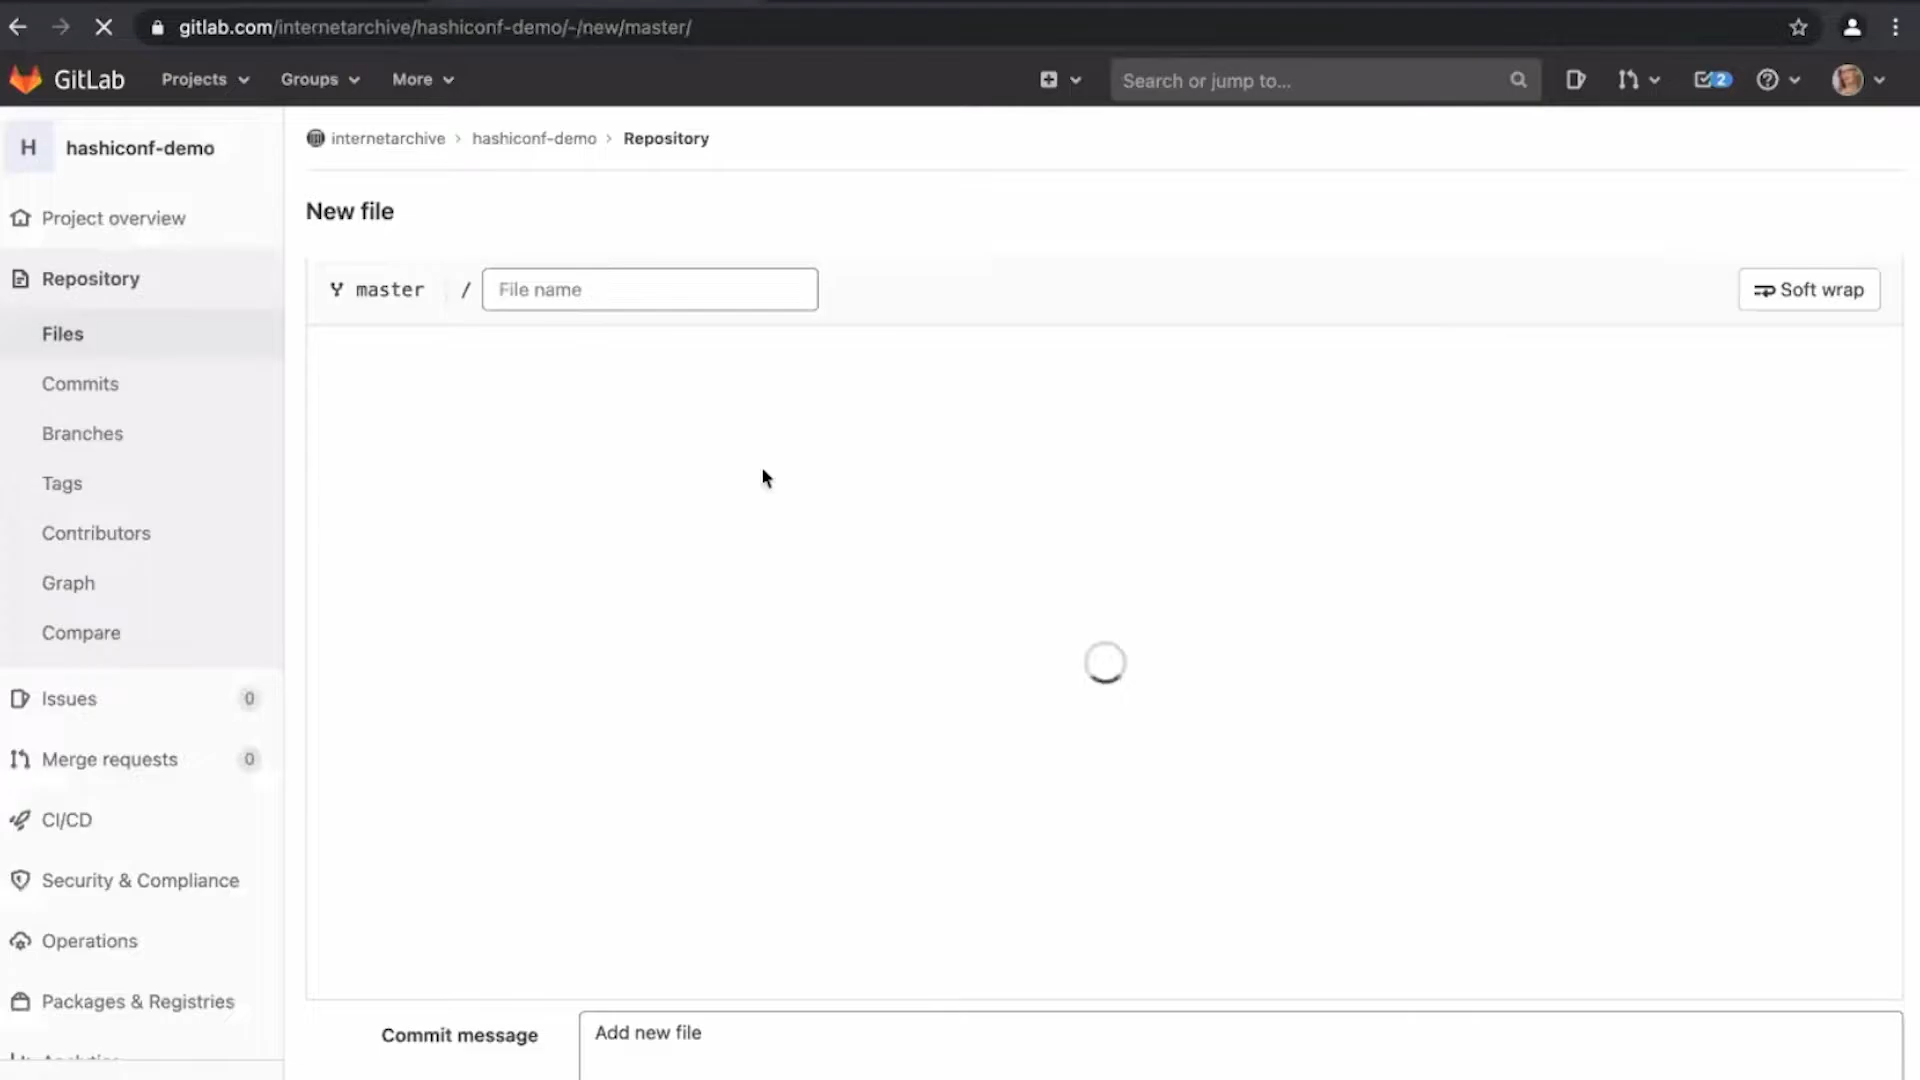 gitlab.com/internetarchive/hashiconf-demo/-/new/master/
GitLab
Projects
Groups
More
Search or jump to...
2
H
hashiconf-demo
internetarchive › hashiconf-demo › Repository
New file
Project overview
Repository
master
/
File name
Soft wrap
Files
Commits
Branches
Tags
Contributors
Graph
Compare
Issues
0
Merge requests
0
CI/CD
Security & Compliance
Operations
Packages & Registries
Commit message
Add new file